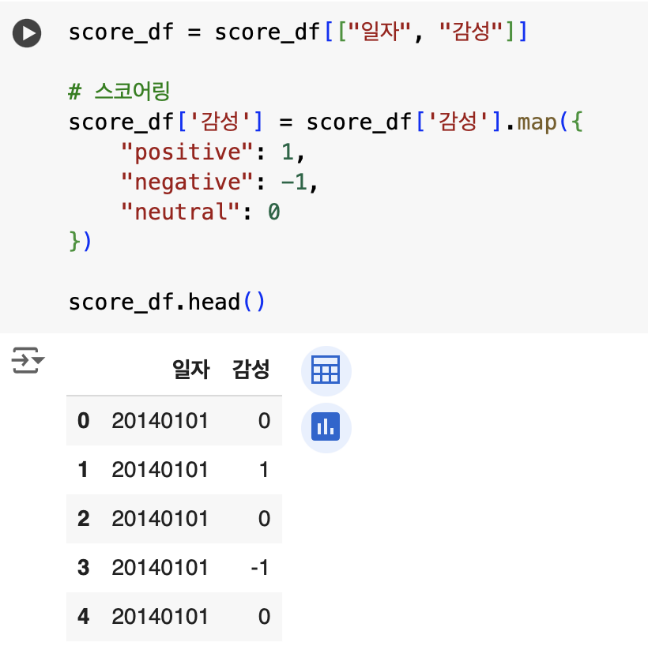 score_df = score_df[["일자", "감성"]]
# 스코어링
score_df['감성'] = score_df['감성'].map({
"positive": 1,
"negative": -1,
"neutral": 0
})
score_df.head()
일자 감성
0 20140101 0
1 20140101 1
2 20140101 0
3 20140101 -1
4 20140101 0